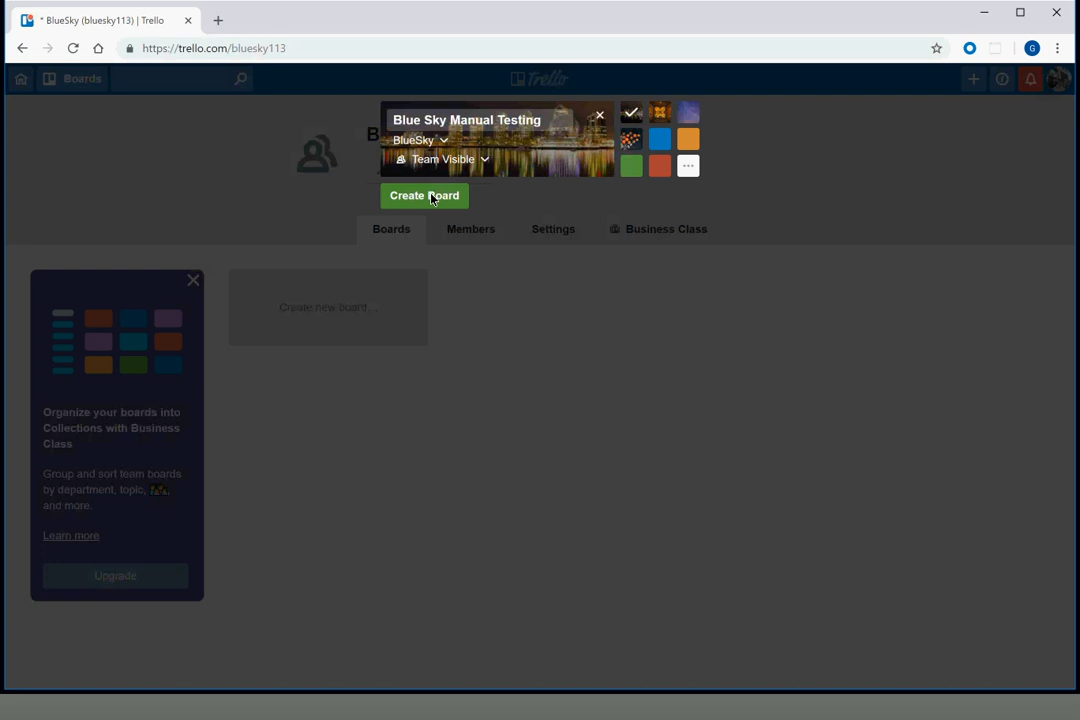 * BlueSky (bluesky113) | Trello
https://trello.com/bluesky113
G
Boards
Trello
Blue Sky Manual Testing
BlueSky
Team Visible
Create Board
B
Boards
Members
Settings
Business Class
Create new board...
Organize your boards into
Collections with Business
Class
Group and sort team boards
by department, topic,
and more.
Learn more
Upgrade